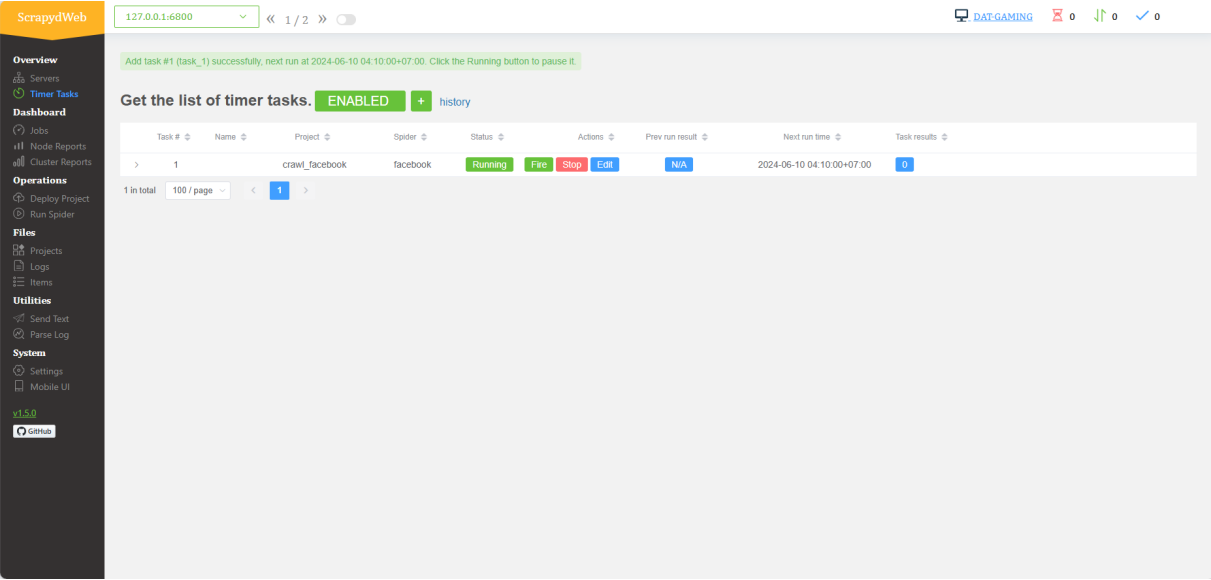 ScrapydWeb
127.0.0.1:6800 « 1 / 2 » DAT-GAMING 0 0 0
Overview
Servers
Timer Tasks
Dashboard
Jobs
Node Reports
Cluster Reports
Operations
Deploy Project
Run Spider
Files
Projects
Logs
Items
Utilities
Send Text
Parse Log
System
Settings
Mobile UI
v1.5.0
GitHub
Add task #1 (task_1) successfully, next run at 2024-06-10 04:10:00+07:00. Click the Running button to pause it.
Get the list of timer tasks. ENABLED + history
Task # Name Project Spider Status Actions Prev run result Next run time Task results
1 crawl_facebook facebook Running Fire Stop Edit N/A 2024-06-10 04:10:00+07:00 0
1 in total 100 / page 1